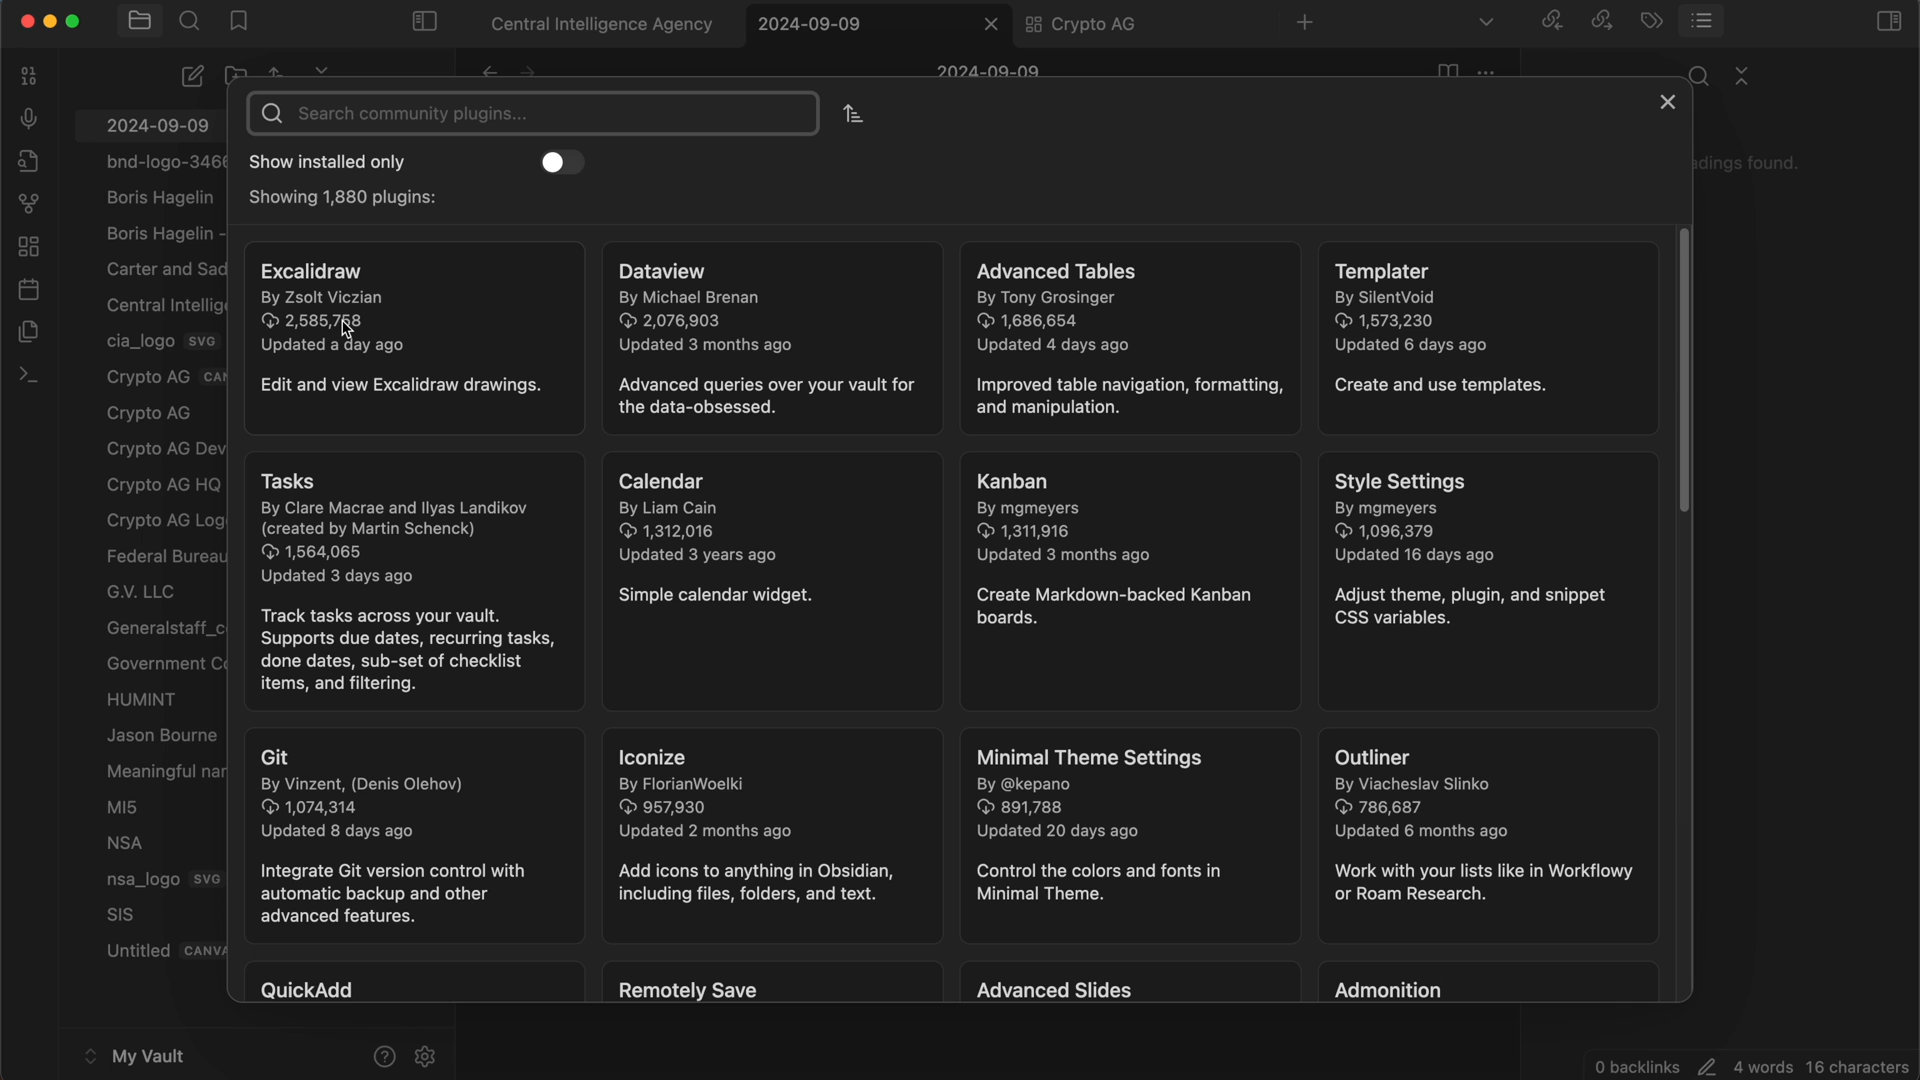 Central Intelligence Agency
2024-09-09
Crypto AG
2024-09-09
Search community plugins...
Show installed only
Showing 1,880 plugins:
2024-09-09
bnd-logo-346
Boris Hagelin
Boris Hagelin -
Carter and Sad
Central Intellig
cia_logo SVG
Crypto AG CAN
Crypto AG
Crypto AG Dev
Crypto AG HQ
Crypto AG Log
Federal Bureau
G.V. LLC
Generalstaff_c
Government C
HUMINT
Jason Bourne
Meaningful nar
MI5
NSA
nsa_logo SVG
SIS
Untitled CANVA
My Vault
Excalidraw
By Zsolt Viczian
2,585,758
Updated a day ago
Edit and view Excalidraw drawings.
Dataview
By Michael Brenan
2,076,903
Updated 3 months ago
Advanced queries over your vault for
the data-obsessed.
Advanced Tables
By Tony Grosinger
1,686,654
Updated 4 days ago
Improved table navigation, formatting,
and manipulation.
Templater
By SilentVoid
1,573,230
Updated 6 days ago
Create and use templates.
Tasks
By Clare Macrae and Ilyas Landikov
(created by Martin Schenck)
1,564,065
Updated 3 days ago
Track tasks across your vault.
Supports due dates, recurring tasks,
done dates, sub-set of checklist
items, and filtering.
Calendar
By Liam Cain
1,312,016
Updated 3 years ago
Simple calendar widget.
Kanban
By mgmeyers
1,311,916
Updated 3 months ago
Create Markdown-backed Kanban
boards.
Style Settings
By mgmeyers
1,096,379
Updated 16 days ago
Adjust theme, plugin, and snippet
CSS variables.
Git
By Vinzent, (Denis Olehov)
1,074,314
Updated 8 days ago
Integrate Git version control with
automatic backup and other
advanced features.
Iconize
By FlorianWoelki
957,930
Updated 2 months ago
Add icons to anything in Obsidian,
including files, folders, and text.
Minimal Theme Settings
By @kepano
891,788
Updated 20 days ago
Control the colors and fonts in
Minimal Theme.
Outliner
By Viacheslav Slinko
786,687
Updated 6 months ago
Work with your lists like in Workflowy
or Roam Research.
QuickAdd
Remotely Save
Advanced Slides
Admonition
adings found.
0 backlinks
4 words
16 characters